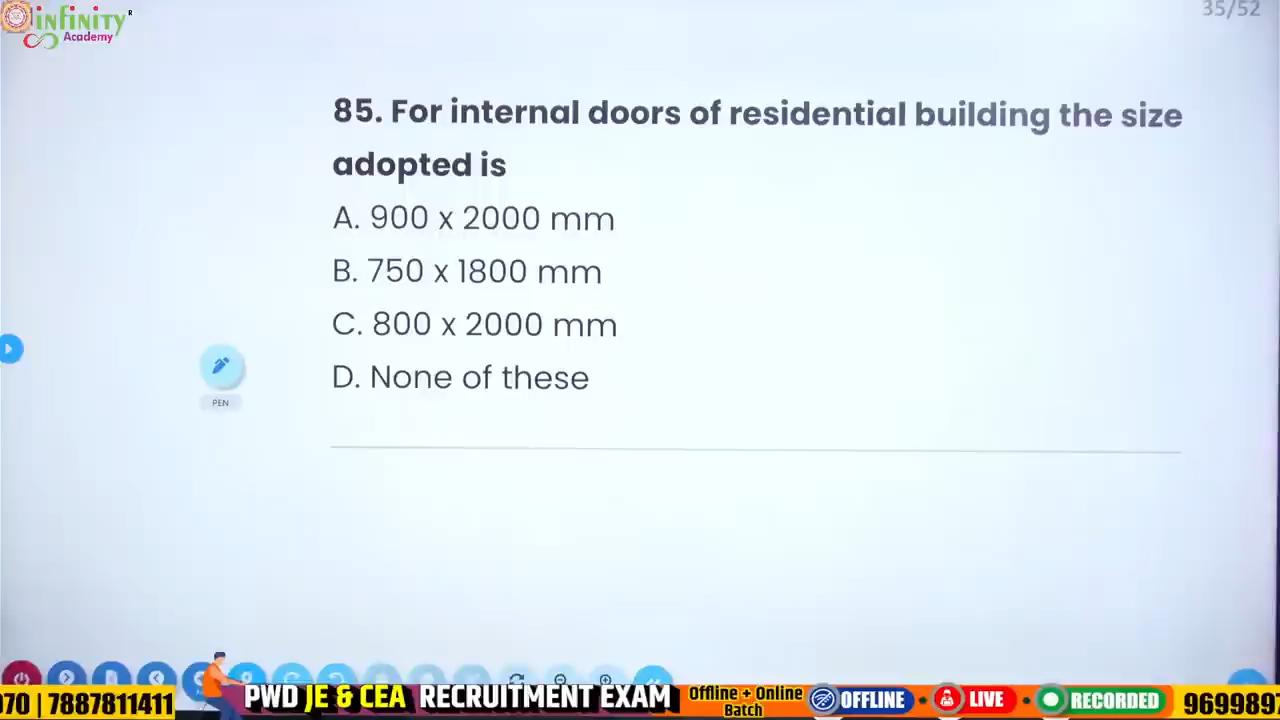 infinity
Academy
35/52
85. For internal doors of residential building the size
adopted is
A. 900 x 2000 mm
B. 750 x 1800 mm
C. 800 x 2000 mm
D. None of these
PEN
070 | 7887811411
PWD JE & CEA RECRUITMENT EXAM
Offline + Online
Batch
OFFLINE
LIVE
RECORDED
969989